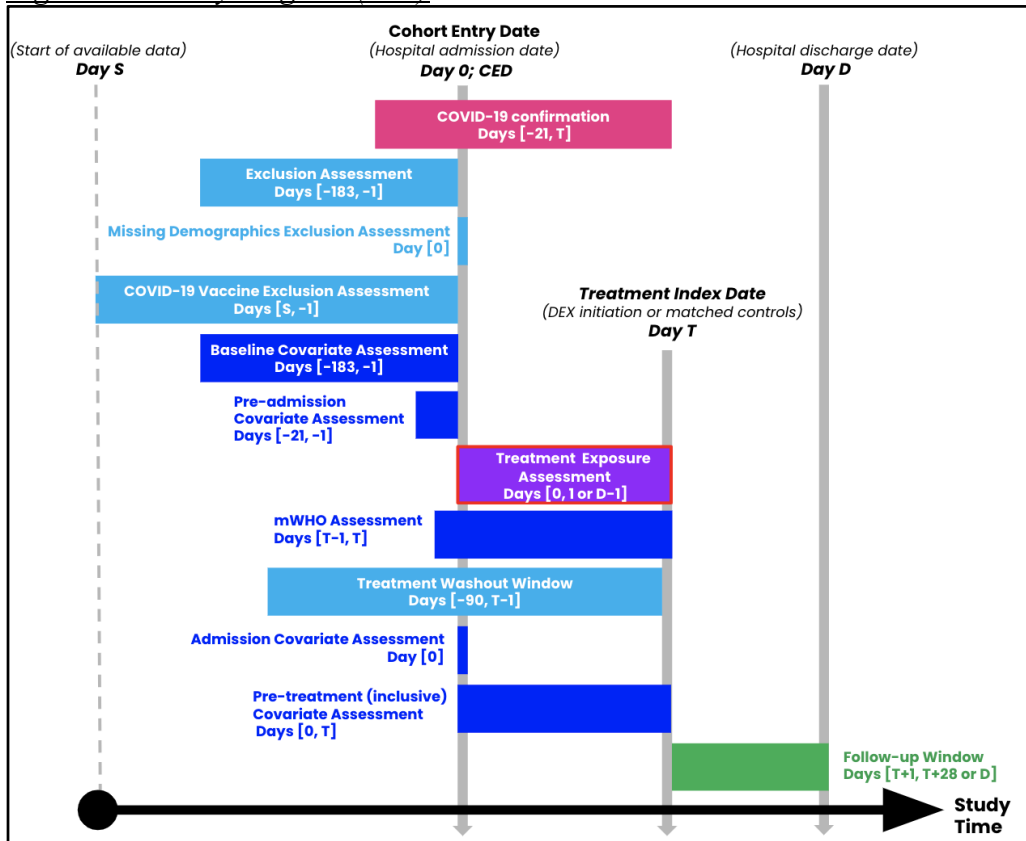 (Start of available data)
Day S
Cohort Entry Date
(Hospital admission date)
Day 0; CED
(Hospital discharge date)
Day D
COVID-19 confirmation
Days [-21, T]
Exclusion Assessment
Days [-183, -1]
Missing Demographics Exclusion Assessment
Day [0]
COVID-19 Vaccine Exclusion Assessment
Days [S, -1]
Treatment Index Date
(DEX initiation or matched controls)
Day T
Baseline Covariate Assessment
Days [-183, -1]
Pre-admission
Covariate Assessment
Days [-21, -1]
Treatment Exposure
Assessment
Days [0, 1 or D-1]
mWHO Assessment
Days [T-1, T]
Treatment Washout Window
Days [-90, T-1]
Admission Covariate Assessment
Day [0]
Pre-treatment (inclusive)
Covariate Assessment
Days [0, T]
Follow-up Window
Days [T+1, T+28 or D]
Study
Time